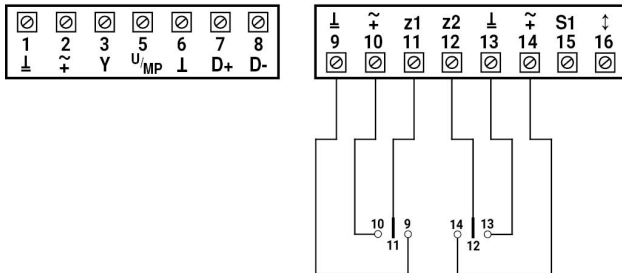 1 2 3 5 6 7 8
⏚ ~+ Y U/MP ⊥ D+ D-
⏚ ~+ z1 z2 ⏚ ~+ S1 ↕
9 10 11 12 13 14 15 16
10 9 14 13
11 12